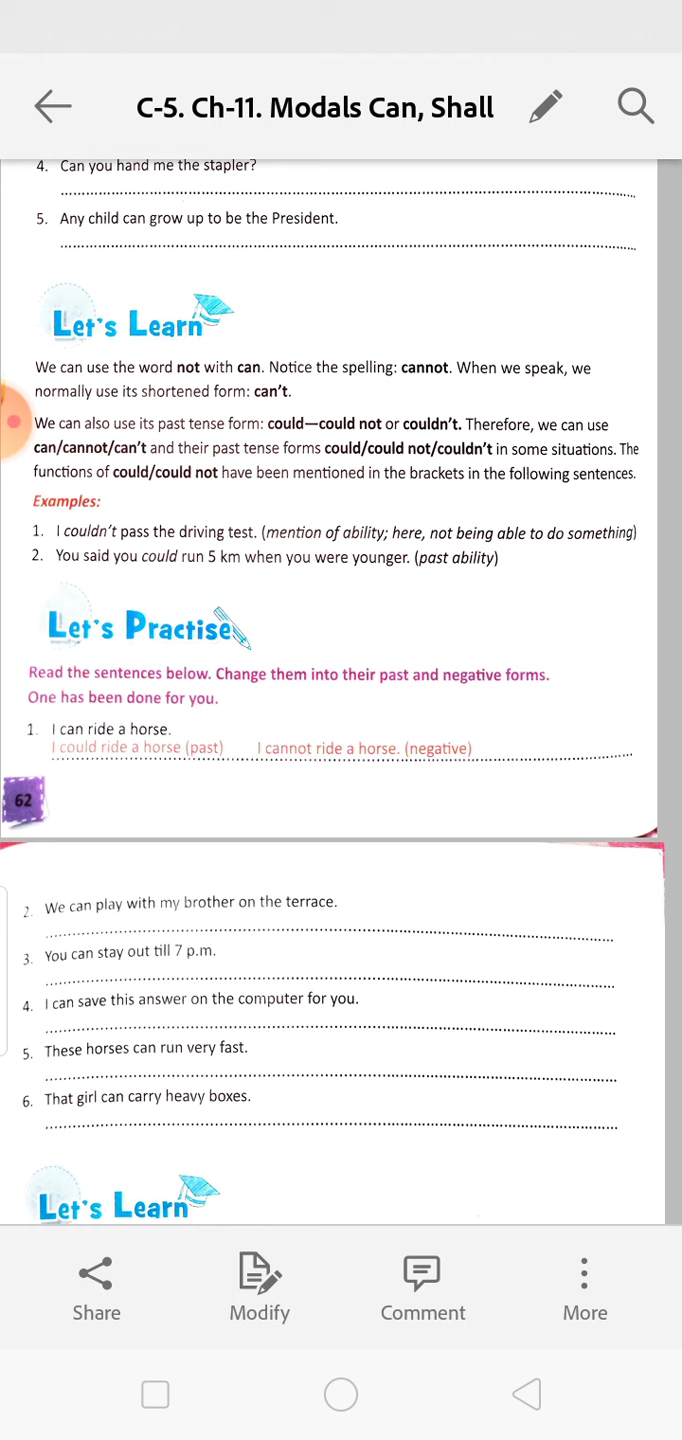 C-5. Ch-11. Modals Can, Shall
4. Can you hand me the stapler?
5. Any child can grow up to be the President.
Let's Learn
We can use the word not with can. Notice the spelling: cannot. When we speak, we
normally use its shortened form: can't.
We can also use its past tense form: could—could not or couldn't. Therefore, we can use
can/cannot/can't and their past tense forms could/could not/couldn't in some situations. The
functions of could/could not have been mentioned in the brackets in the following sentences.
Examples:
1. I couldn't pass the driving test. (mention of ability; here, not being able to do something)
2. You said you could run 5 km when you were younger. (past ability)
Let's Practise
Read the sentences below. Change them into their past and negative forms.
One has been done for you.
1. I can ride a horse.
I could ride a horse (past) I cannot ride a horse. (negative)
62
2. We can play with my brother on the terrace.
3. You can stay out till 7 p.m.
4. I can save this answer on the computer for you.
5. These horses can run very fast.
6. That girl can carry heavy boxes.
Let's Learn
Share Modify Comment More